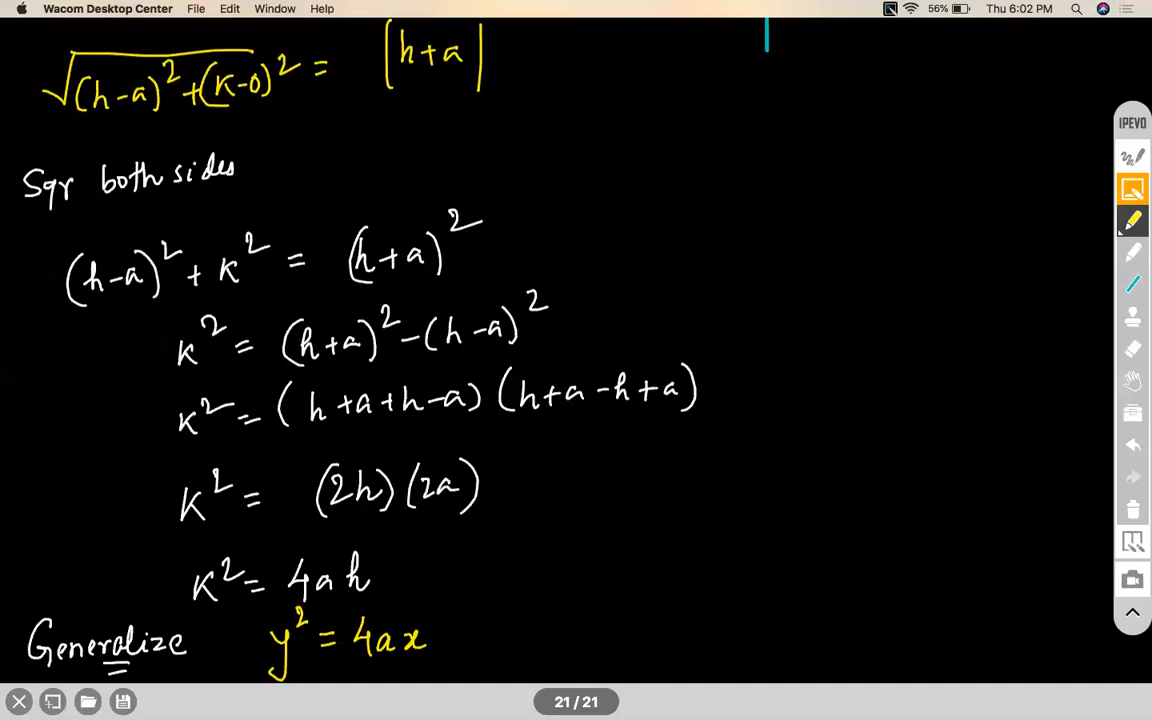 Wacom Desktop Center File Edit Window Help 56% Thu 6:02 PM
√(h-a)²+(k-0)² = |h+a|
IPEVO
Sqr both sides
(h-a)² + k² = (h+a)²
k² = (h+a)² - (h-a)²
k² = (h+a+h-a) (h+a-h+a)
k² = (2h) (2a)
k² = 4ah
Generalize y² = 4ax
21 / 21